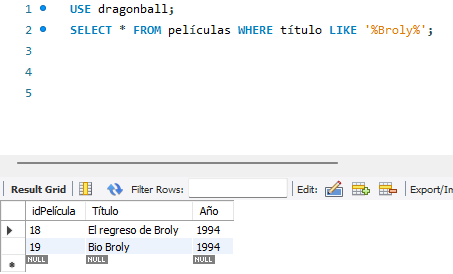 1 USE dragonball;
2 SELECT * FROM películas WHERE título LIKE '%Broly%';
3
4
5
Result Grid Filter Rows: Edit: Export/Im
idPelícula Título Año
18 El regreso de Broly 1994
19 Bio Broly 1994
NULL NULL NULL